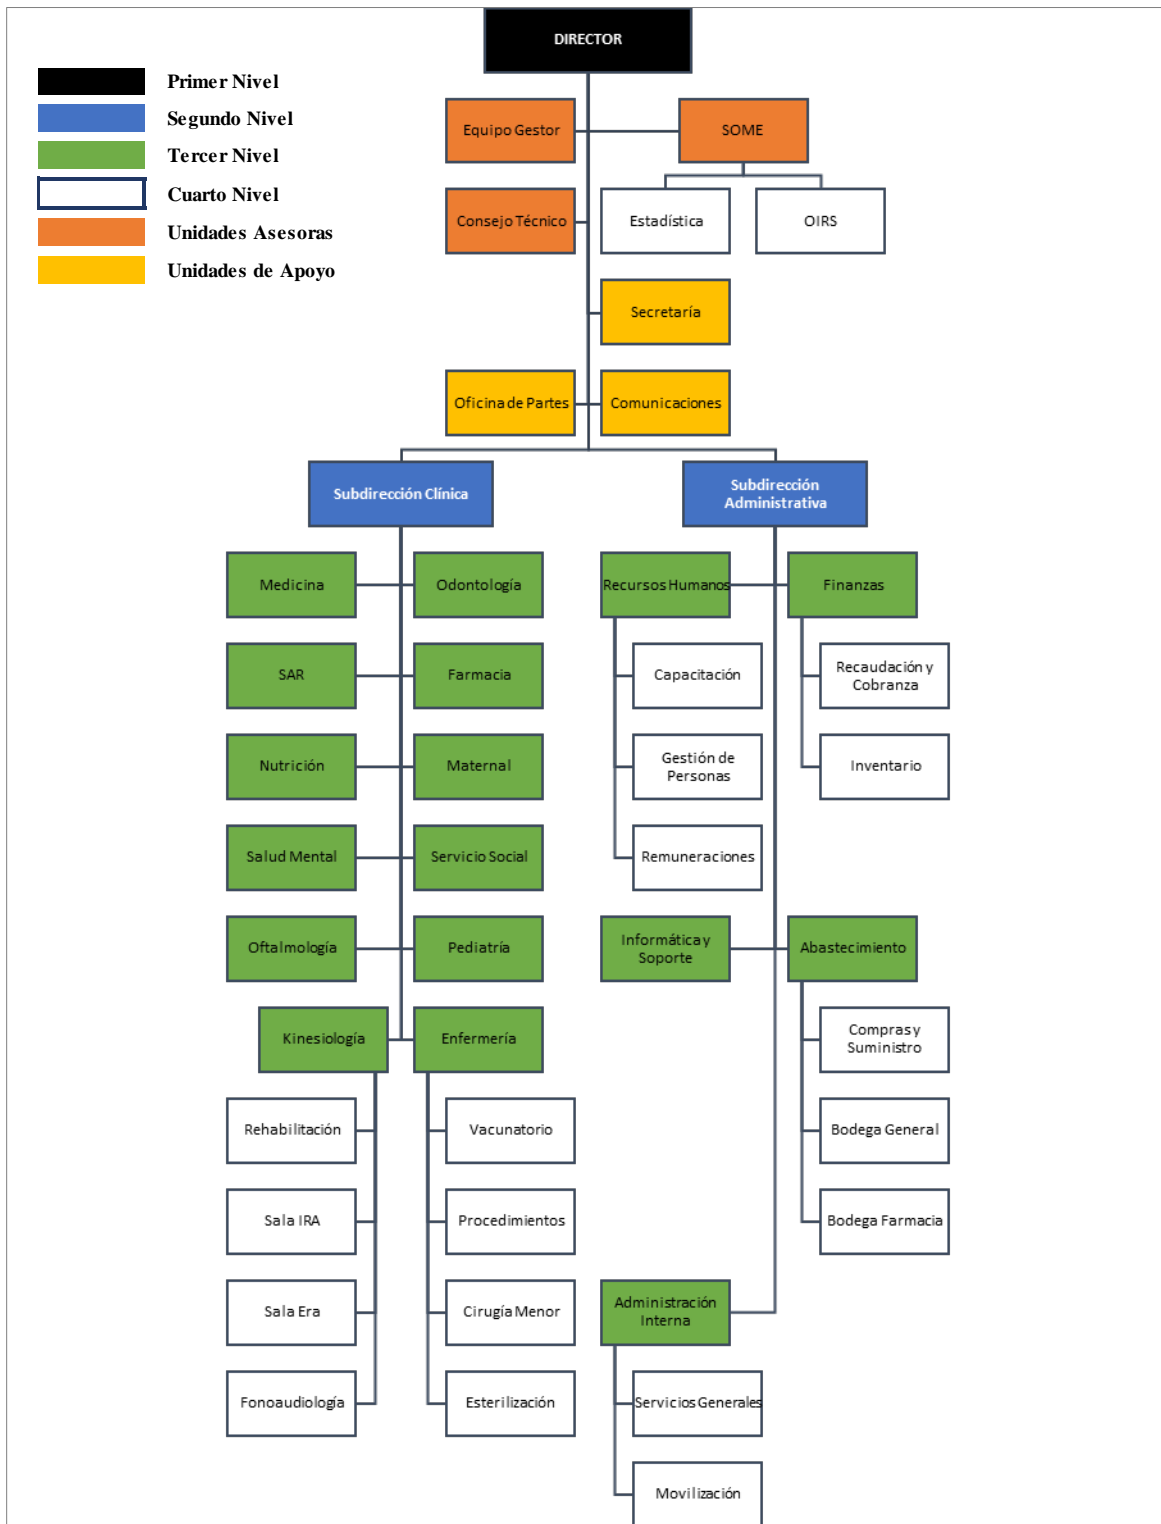 DIRECTOR
Primer Nivel
Segundo Nivel
Tercer Nivel
Cuarto Nivel
Unidades Asesoras
Unidades de Apoyo
Equipo Gestor
SOME
Consejo Técnico
Estadística
OIRS
Secretaría
Oficina de Partes
Comunicaciones
Subdirección Clínica
Subdirección
Administrativa
Medicina
Odontología
Recursos Humanos
Finanzas
SAR
Farmacia
Capacitación
Recaudación y
Cobranza
Nutrición
Maternal
Gestión de
Personas
Inventario
Salud Mental
Servicio Social
Remuneraciones
Oftalmología
Pediatría
Informática y
Soporte
Abastecimiento
Kinesiología
Enfermería
Compras y
Suministro
Rehabilitación
Vacunatorio
Bodega General
Sala IRA
Procedimientos
Bodega Farmacia
Sala Era
Cirugía Menor
Administración
Interna
Fonoaudiología
Esterilización
Servicios Generales
Movilización